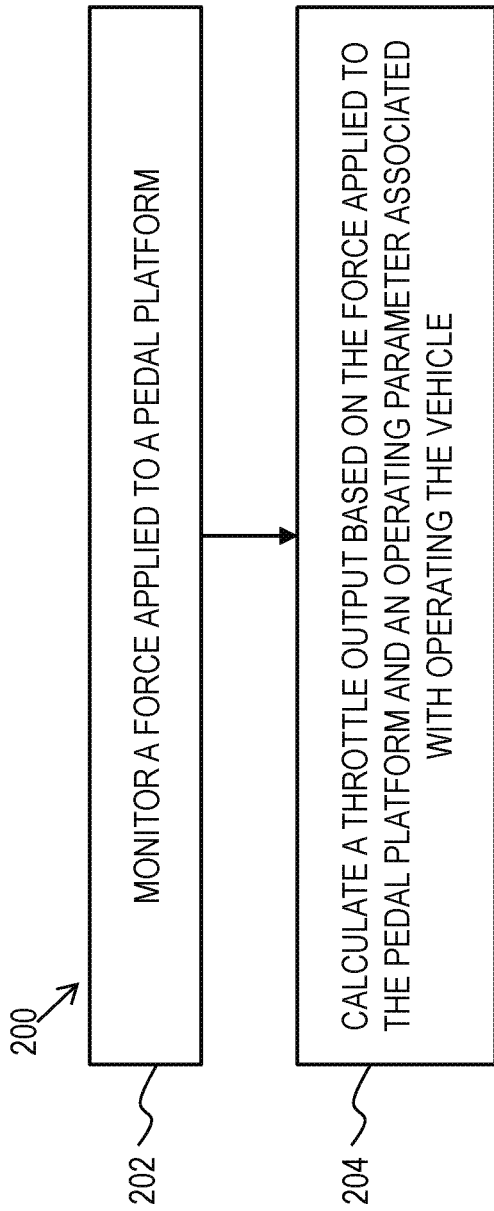 200
202
MONITOR A FORCE APPLIED TO A PEDAL PLATFORM
204
CALCULATE A THROTTLE OUTPUT BASED ON THE FORCE APPLIED TO
THE PEDAL PLATFORM AND AN OPERATING PARAMETER ASSOCIATED
WITH OPERATING THE VEHICLE